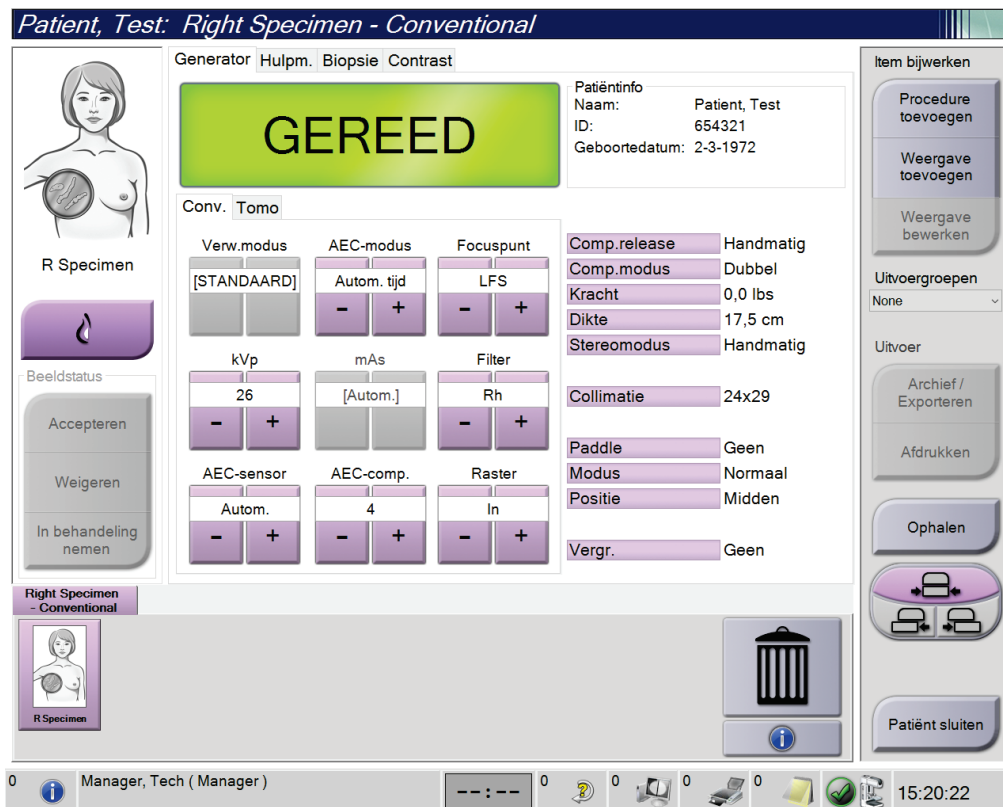 Patient, Test: Right Specimen - Conventional
R Specimen
Beeldstatus
Accepteren
Weigeren
In behandeling
nemen
Generator Hulpm. Biopsie Contrast
GEREED
Patiëntinfo
Naam: Patient, Test
ID: 654321
Geboortedatum: 2-3-1972
Conv. Tomo
Verw.modus AEC-modus Focuspunt
[STANDAARD] Autom. tijd LFS
- + - +
kVp mAs Filter
26 [Autom.] Rh
- + - +
AEC-sensor AEC-comp. Raster
Autom. 4 In
- + - + - +
Comp.release Handmatig
Comp.modus Dubbel
Kracht 0,0 lbs
Dikte 17,5 cm
Stereomodus Handmatig
Collimatie 24x29
Paddle Geen
Modus Normaal
Positie Midden
Vergr. Geen
Item bijwerken
Procedure
toevoegen
Weergave
toevoegen
Weergave
bewerken
Uitvoergroepen
None
Uitvoer
Archief /
Exporteren
Afdrukken
Ophalen
Patiënt sluiten
Right Specimen
- Conventional
R Specimen
0 Manager, Tech ( Manager ) --:-- 0 0 0 0 15:20:22